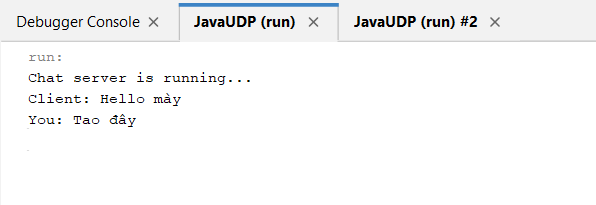 Debugger Console
JavaUDP (run)
JavaUDP (run) #2
run:
Chat server is running...
Client: Hello mày
You: Tao đây